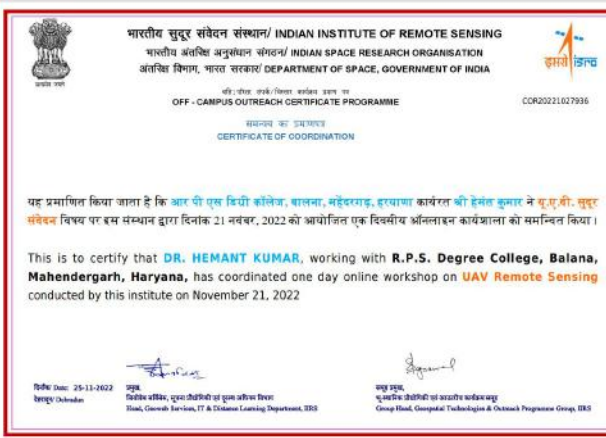 भारतीय सुदूर संवेदन संस्थान/ INDIAN INSTITUTE OF REMOTE SENSING
भारतीय अंतरिक्ष अनुसंधान संगठन/ INDIAN SPACE RESEARCH ORGANISATION
अंतरिक्ष विभाग, भारत सरकार/ DEPARTMENT OF SPACE, GOVERNMENT OF INDIA
इसरो isro
OFF - CAMPUS OUTREACH CERTIFICATE PROGRAMME
COR20221027936
समन्वय का प्रमाणपत्र
CERTIFICATE OF COORDINATION
यह प्रमाणित किया जाता है कि आर पी एस डिग्री कॉलेज, बालना, महेंदरगढ़, हरयाणा कार्यरत श्री हेमंत कुमार ने यू.ए.वी. सुदूर
संवेदन विषय पर इस संस्थान द्वारा दिनांक 21 नवंबर, 2022 को आयोजित एक दिवसीय ऑनलाइन कार्यशाला को समन्वित किया।
This is to certify that DR. HEMANT KUMAR, working with R.P.S. Degree College, Balana,
Mahendergarh, Haryana, has coordinated one day online workshop on UAV Remote Sensing
conducted by this institute on November 21, 2022
दिनाँक/ Date: 25-11-2022
देहरादून/ Dehradun
प्रमुख,
Head, Geoweb Services, IT & Distance Learning Department, IIRS
समूह प्रमुख,
Group Head, Geospatial Technologies & Outreach Programme Group, IIRS